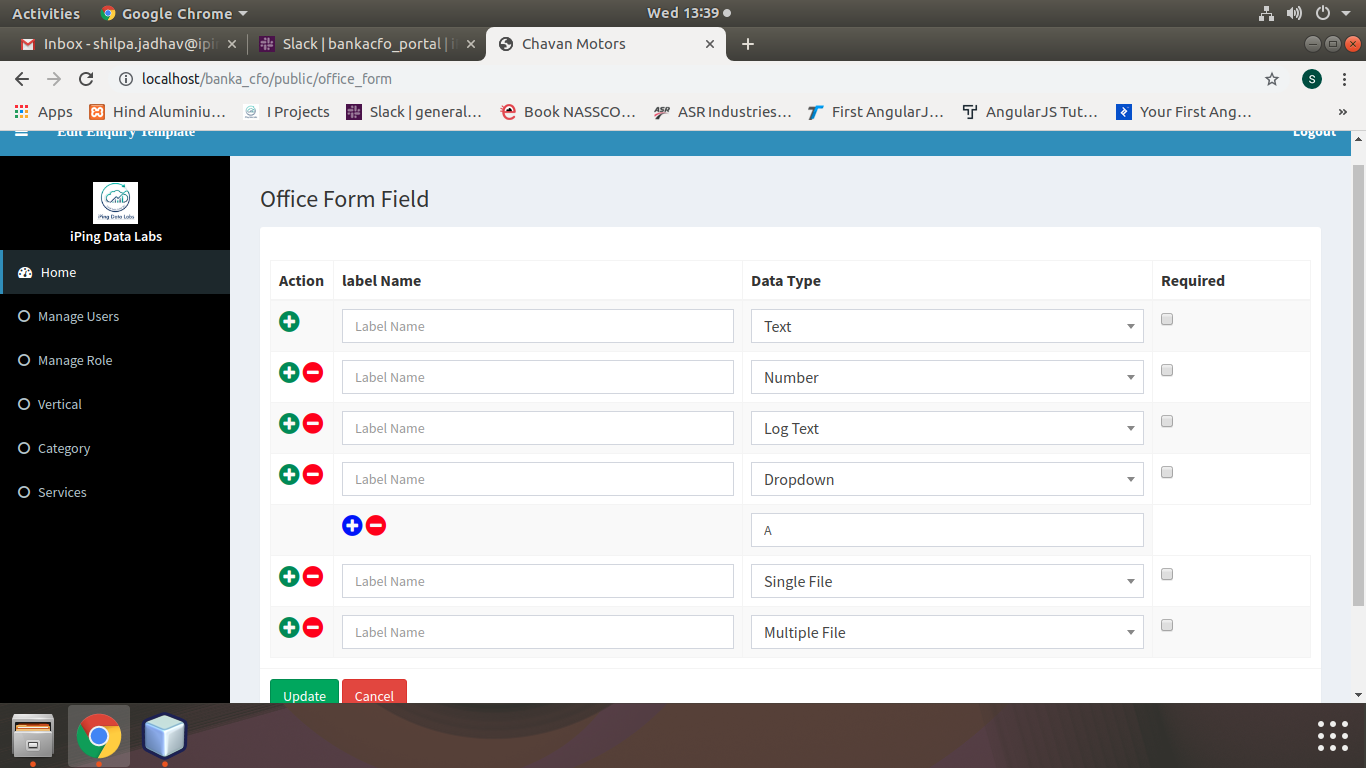 Activities Google Chrome Wed 13:39
Inbox - shilpa.jadhav@ipi Slack | bankacfo_portal | i Chavan Motors
localhost/banka_cfo/public/office_form S
Apps Hind Aluminiu... I Projects Slack | general... Book NASSCO... ASR ASR Industries... First AngularJ... AngularJS Tut... Your First Ang... »
Edit Enquiry Template Logout
Office Form Field
iPing Data Labs
iPing Data Labs
Home
Manage Users
Manage Role
Vertical
Category
Services
Action label Name Data Type Required
Label Name Text
Label Name Number
Label Name Log Text
Label Name Dropdown
A
Label Name Single File
Label Name Multiple File
Update Cancel